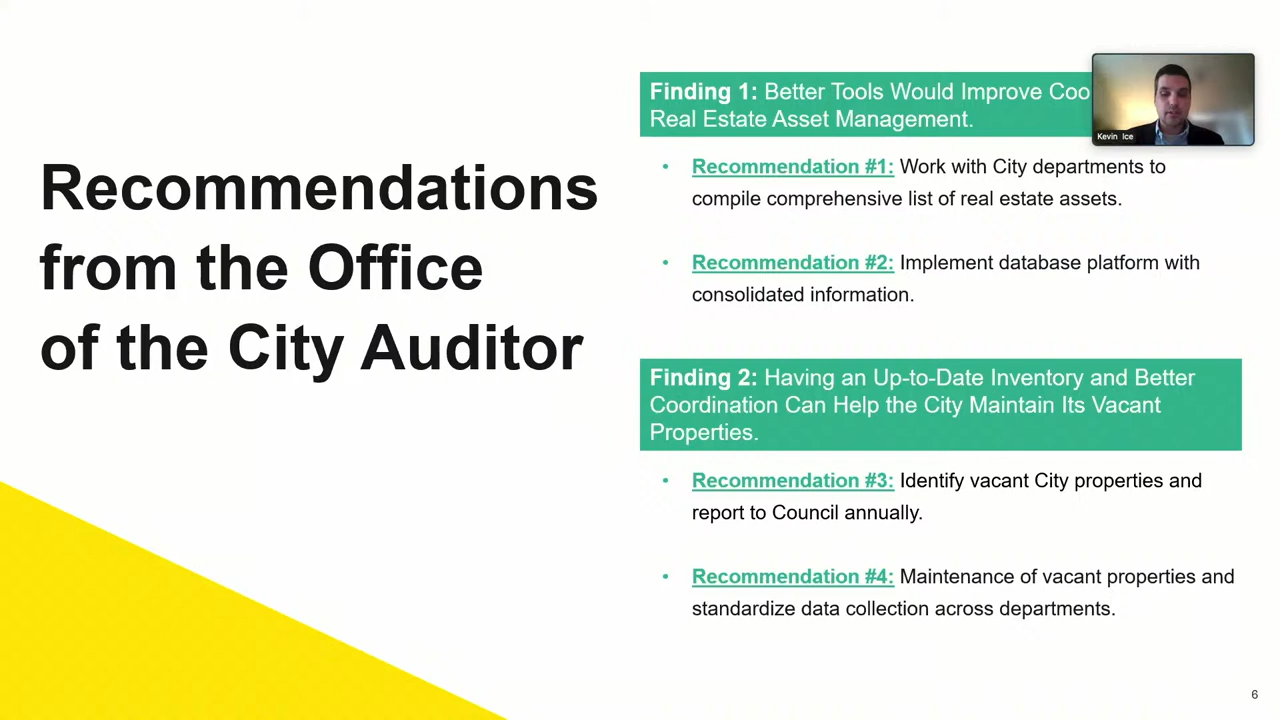 Recommendations
from the Office
of the City Auditor
Finding 1: Better Tools Would Improve Coo
Real Estate Asset Management.
Kevin Ice
• Recommendation #1: Work with City departments to
compile comprehensive list of real estate assets.
• Recommendation #2: Implement database platform with
consolidated information.
Finding 2: Having an Up-to-Date Inventory and Better
Coordination Can Help the City Maintain Its Vacant
Properties.
• Recommendation #3: Identify vacant City properties and
report to Council annually.
• Recommendation #4: Maintenance of vacant properties and
standardize data collection across departments.
6